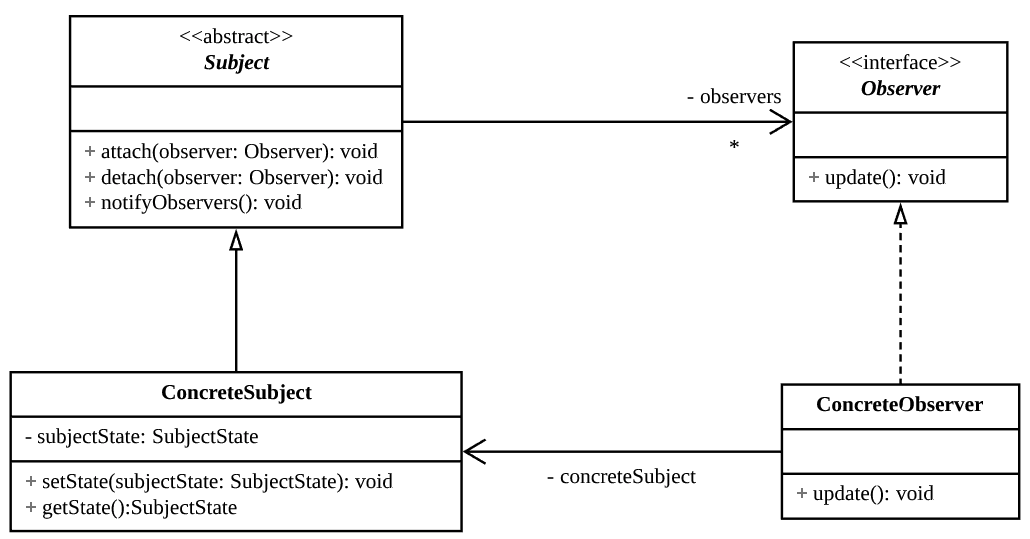 <<abstract>>
Subject
+ attach(observer: Observer): void
+ detach(observer: Observer): void
+ notifyObservers(): void
- observers
*
<<interface>>
Observer
+ update(): void
ConcreteSubject
- subjectState: SubjectState
+ setState(subjectState: SubjectState): void
+ getState():SubjectState
- concreteSubject
ConcreteObserver
+ update(): void